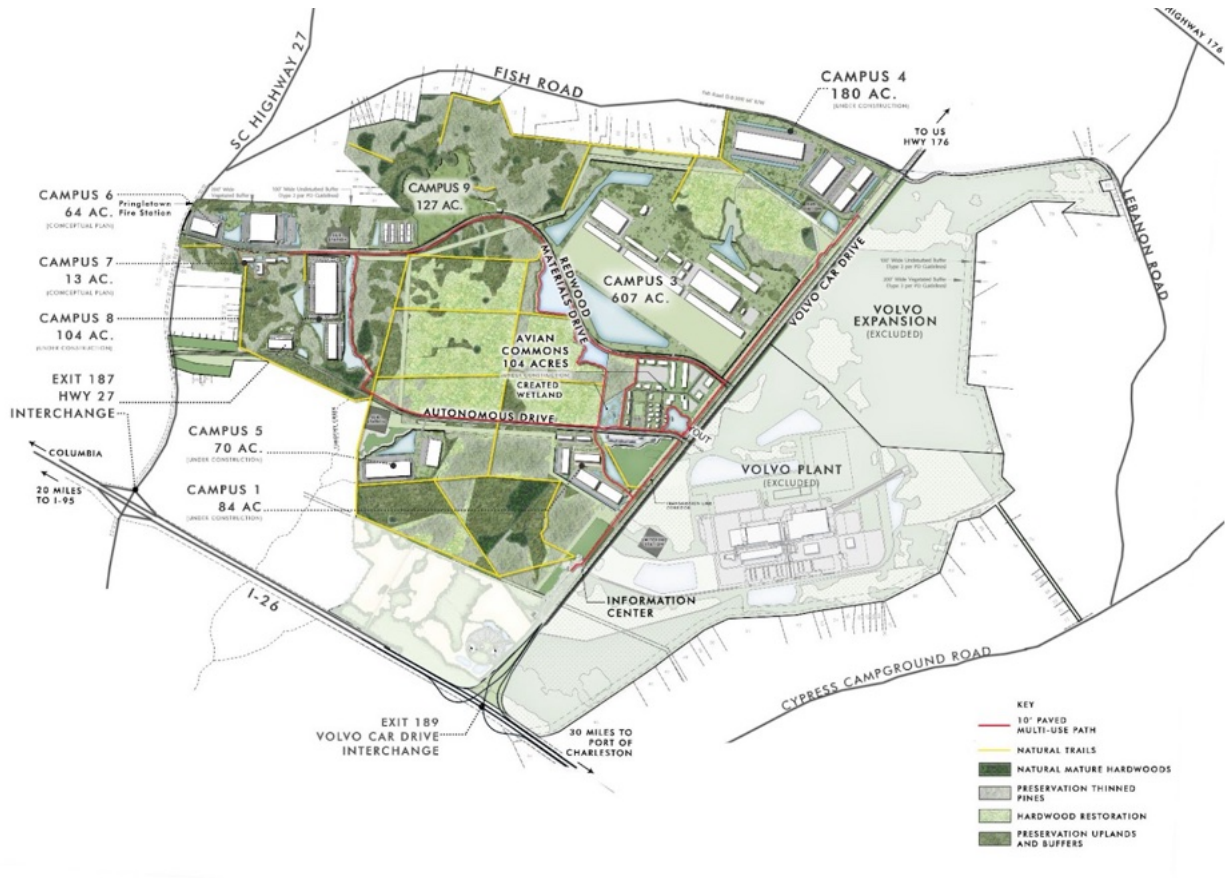 HIGHWAY 176
SC HIGHWAY 27
FISH ROAD
CAMPUS 4
180 AC.
(UNDER CONSTRUCTION)
TO US
HWY 176
LEBANON ROAD
CAMPUS 6
64 AC.
(CONCEPTUAL PLAN)
Pringletown
Fire Station
CAMPUS 9
127 AC.
CAMPUS 7
13 AC.
(CONCEPTUAL PLAN)
CAMPUS 8
104 AC.
(UNDER CONSTRUCTION)
REDWOOD
MATERIALS DRIVE
CAMPUS 3
607 AC.
VOLVO CAR DRIVE
VOLVO
EXPANSION
(EXCLUDED)
AVIAN
COMMONS
104 ACRES
CREATED
WETLAND
EXIT 187
HWY 27
INTERCHANGE
AUTONOMOUS DRIVE
CAMPUS 5
70 AC.
(UNDER CONSTRUCTION)
COLUMBIA
20 MILES
TO I-95
CAMPUS 1
84 AC
(UNDER CONSTRUCTION)
VOLVO PLANT
(EXCLUDED)
I-26
INFORMATION
CENTER
CYPRESS CAMPGROUND ROAD
EXIT 189
VOLVO CAR DRIVE
INTERCHANGE
30 MILES TO
PORT OF
CHARLESTON
KEY
10' PAVED
MULTI-USE PATH
NATURAL TRAILS
NATURAL MATURE HARDWOODS
PRESERVATION THINNED
PINES
HARDWOOD RESTORATION
PRESERVATION UPLANDS
AND BUFFERS